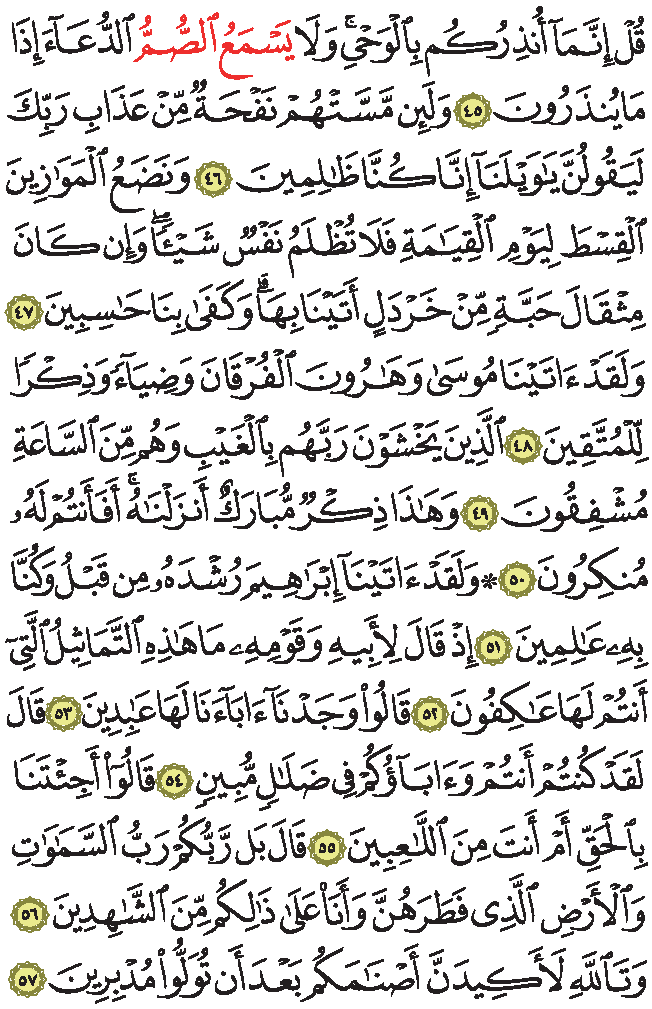 قُلۡ إِنَّمَآ أُنذِرُكُم بِٱلۡوَحۡيِۚ وَلَا يَسۡمَعُ ٱلصُّمُّ ٱلدُّعَآءَ إِذَا
مَا يُنذَرُونَ ٤٥ وَلَئِن مَّسَّتۡهُمۡ نَفۡحَةٞ مِّنۡ عَذَابِ رَبِّكَ
لَيَقُولُنَّ يَٰوَيۡلَنَآ إِنَّا كُنَّا ظَٰلِمِينَ ٤٦ وَنَضَعُ ٱلۡمَوَٰزِينَ
ٱلۡقِسۡطَ لِيَوۡمِ ٱلۡقِيَٰمَةِ فَلَا تُظۡلَمُ نَفۡسٞ شَيۡـٔٗاۖ وَإِن كَانَ
مِثۡقَالَ حَبَّةٖ مِّنۡ خَرۡدَلٍ أَتَيۡنَا بِهَاۗ وَكَفَىٰ بِنَا حَٰسِبِينَ ٤٧
وَلَقَدۡ ءَاتَيۡنَا مُوسَىٰ وَهَٰرُونَ ٱلۡفُرۡقَانَ وَضِيَآءٗ وَذِكۡرٗا
لِّلۡمُتَّقِينَ ٤٨ ٱلَّذِينَ يَخۡشَوۡنَ رَبَّهُم بِٱلۡغَيۡبِ وَهُم مِّنَ ٱلسَّاعَةِ
مُشۡفِقُونَ ٤٩ وَهَٰذَا ذِكۡرٞ مُّبَارَكٌ أَنزَلۡنَٰهُۚ أَفَأَنتُمۡ لَهُۥ
مُنكِرُونَ ٥٠ ۞ وَلَقَدۡ ءَاتَيۡنَآ إِبۡرَٰهِيمَ رُشۡدَهُۥ مِن قَبۡلُ وَكُنَّا
بِهِۦ عَٰلِمِينَ ٥١ إِذۡ قَالَ لِأَبِيهِ وَقَوۡمِهِۦ مَا هَٰذِهِ ٱلتَّمَاثِيلُ ٱلَّتِيٓ
أَنتُمۡ لَهَا عَٰكِفُونَ ٥٢ قَالُواْ وَجَدۡنَآ ءَابَآءَنَا لَهَا عَٰبِدِينَ ٥٣ قَالَ
لَقَدۡ كُنتُمۡ أَنتُمۡ وَءَابَآؤُكُمۡ فِي ضَلَٰلٖ مُّبِينٖ ٥٤ قَالُوٓاْ أَجِئۡتَنَا
بِٱلۡحَقِّ أَمۡ أَنتَ مِنَ ٱللَّٰعِبِينَ ٥٥ قَالَ بَل رَّبُّكُمۡ رَبُّ ٱلسَّمَٰوَٰتِ
وَٱلۡأَرۡضِ ٱلَّذِي فَطَرَهُنَّ وَأَنَا۠ عَلَىٰ ذَٰلِكُم مِّنَ ٱلشَّٰهِدِينَ ٥٦
وَتَٱللَّهِ لَأَكِيدَنَّ أَصۡنَٰمَكُم بَعۡدَ أَن تُوَلُّواْ مُدۡبِرِينَ ٥٧